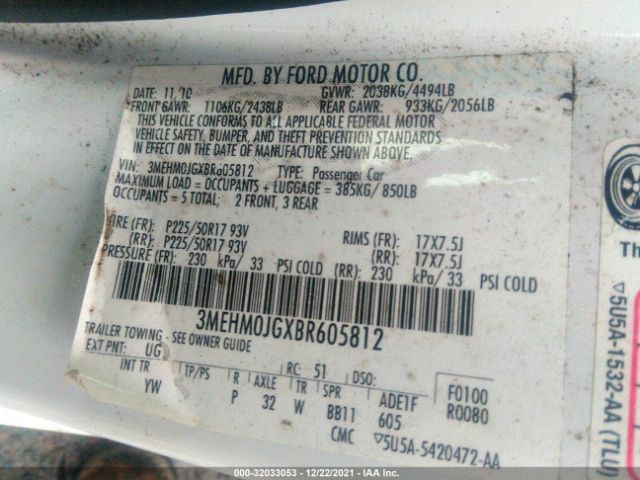 MFD. BY FORD MOTOR CO.
DATE: 11/10 GVWR: 2038KG/4494LB
FRONT GAWR: 1106KG/2438LB REAR GAWR: 933KG/2056LB
THIS VEHICLE CONFORMS TO ALL APPLICABLE FEDERAL MOTOR
VEHICLE SAFETY, BUMPER, AND THEFT PREVENTION STANDARDS
IN EFFECT ON THE DATE OF MANUFACTURE SHOWN ABOVE.
VIN: 3MEHM0JGXBR605812 TYPE: Passenger Car
MAXIMUM LOAD = OCCUPANTS + LUGGAGE = 385KG/850LB
OCCUPANTS = 5 TOTAL; 2 FRONT, 3 REAR
TIRE (FR): P225/50R17 93V RIMS (FR): 17X7.5J
(RR): P225/50R17 93V (RR): 17X7.5J
PRESSURE (FR): 230 kPa/33 PSI COLD (RR): 230 kPa/33 PSI COLD
3MEHM0JGXBR605812
TRAILER TOWING - SEE OWNER GUIDE
EXT PNT: UG RC: 51 DSO:
INT TR TP/PS R AXLE TR SPR ADE1F F0100
YW P 32 W BB11 605 R0080
CMC ▽5U5A-5420472-AA
Th
▽5U5A-1532-AA (TLU)
000-32033053 - 12/22/2021 - IAA Inc.